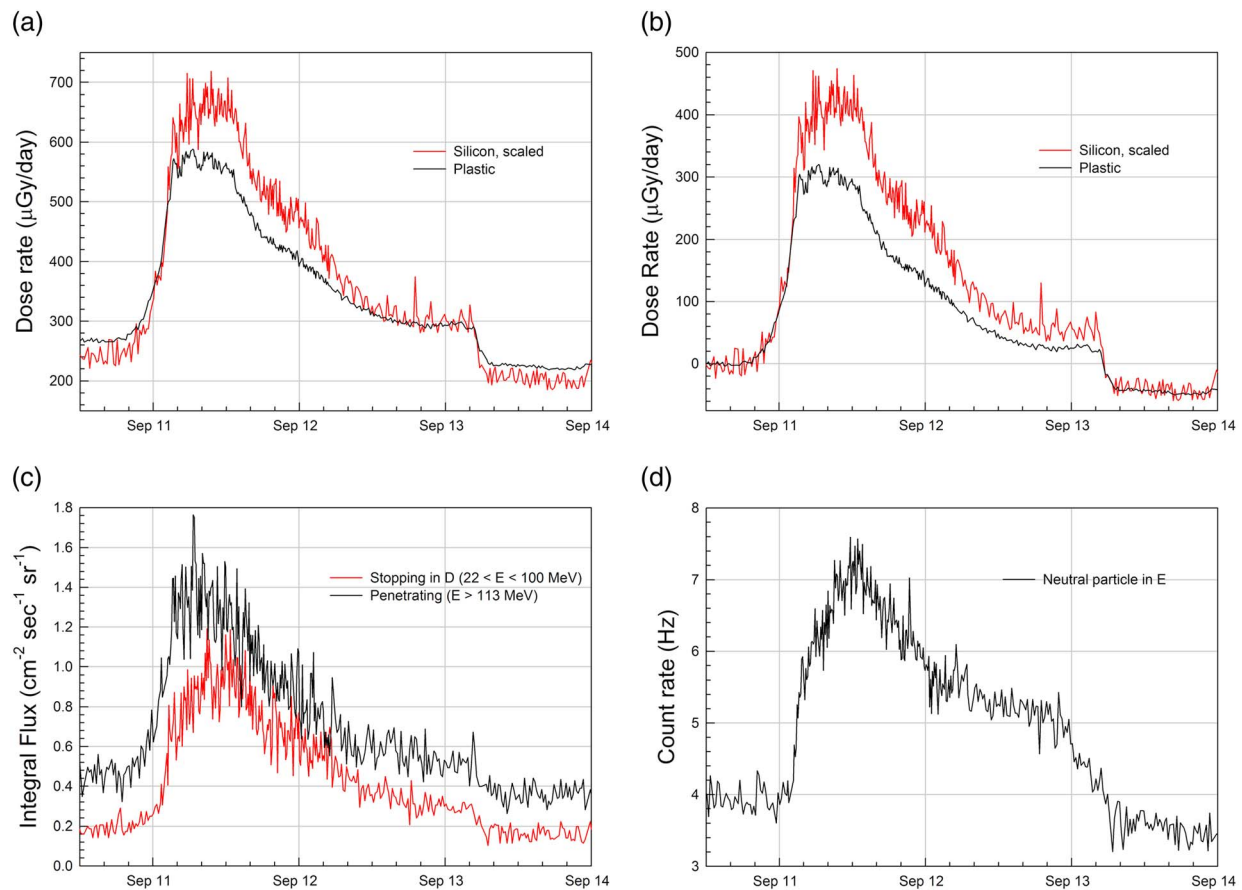 (a)
Dose rate (μGy/day)
700
600
500
400
300
200
Silicon, scaled
Plastic
Sep 11
Sep 12
Sep 13
Sep 14
(b)
Dose Rate (μGy/day)
500
400
300
200
100
0
Silicon, scaled
Plastic
Sep 11
Sep 12
Sep 13
Sep 14
(c)
Integral Flux (cm⁻² sec⁻¹ sr⁻¹)
1.8
1.6
1.4
1.2
1.0
0.8
0.6
0.4
0.2
0.0
Stopping in D (22 < E < 100 MeV)
Penetrating (E > 113 MeV)
Sep 11
Sep 12
Sep 13
Sep 14
(d)
Count rate (Hz)
8
7
6
5
4
3
Neutral particle in E
Sep 11
Sep 12
Sep 13
Sep 14